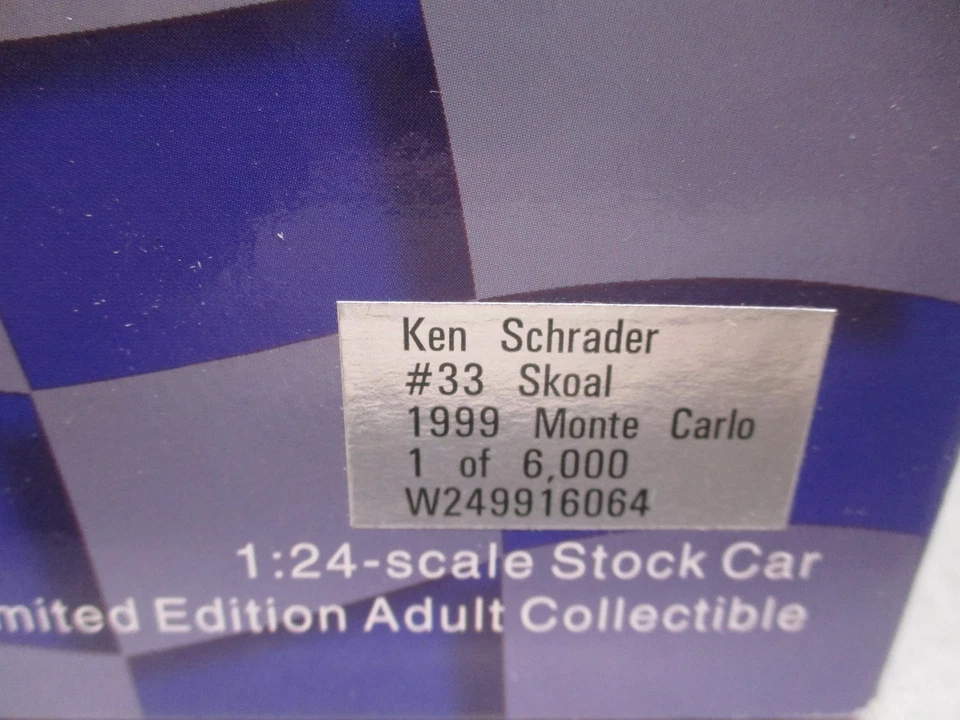 Ken Schrader
#33 Skoal
1999 Monte Carlo
1 of 6,000
W249916064
1:24-scale Stock Car
mited Edition Adult Collectible